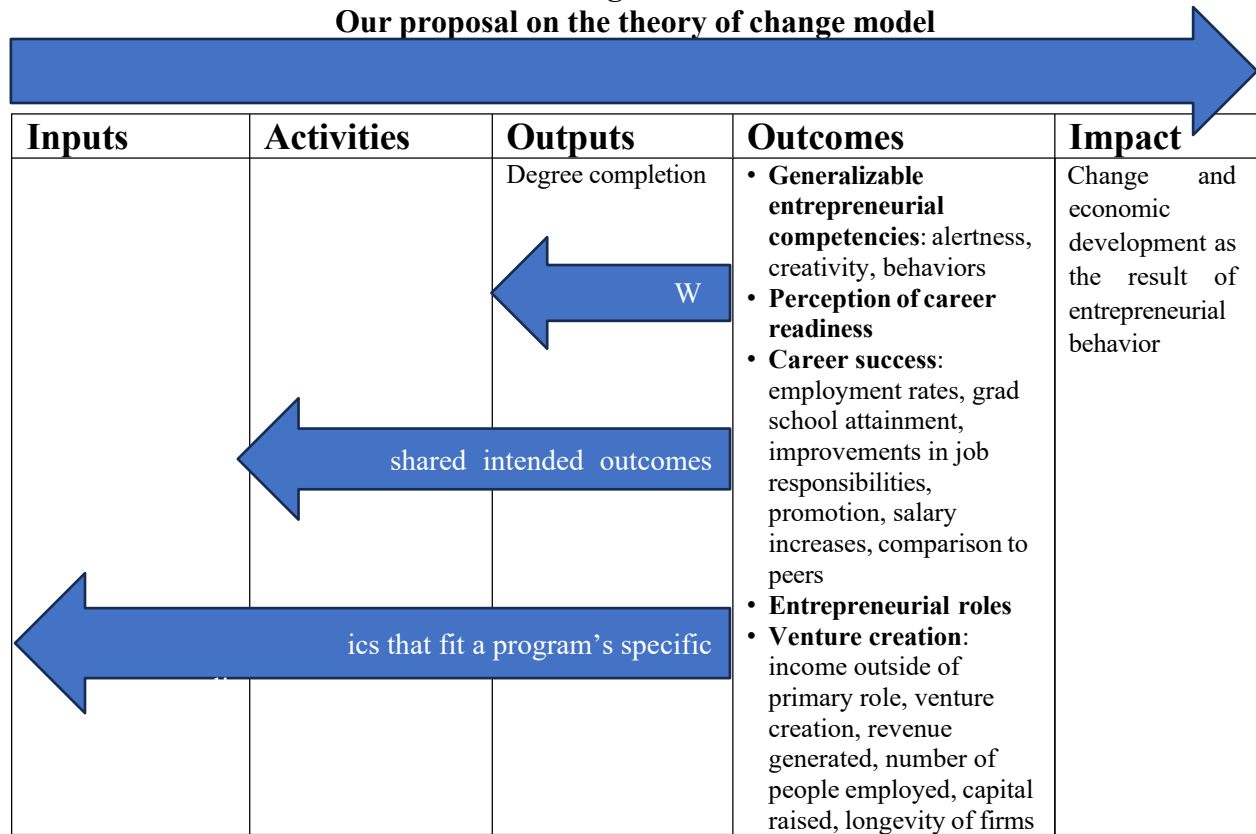 Our proposal on the theory of change model
Inputs
Activities
Outputs
Outcomes
Impact
Degree completion
W
shared intended outcomes
ics that fit a program’s specific
• Generalizable
entrepreneurial
competencies: alertness,
creativity, behaviors
• Perception of career
readiness
• Career success:
employment rates, grad
school attainment,
improvements in job
responsibilities,
promotion, salary
increases, comparison to
peers
• Entrepreneurial roles
• Venture creation:
income outside of
primary role, venture
creation, revenue
generated, number of
people employed, capital
raised, longevity of firms
Change and
economic
development as
the result of
entrepreneurial
behavior